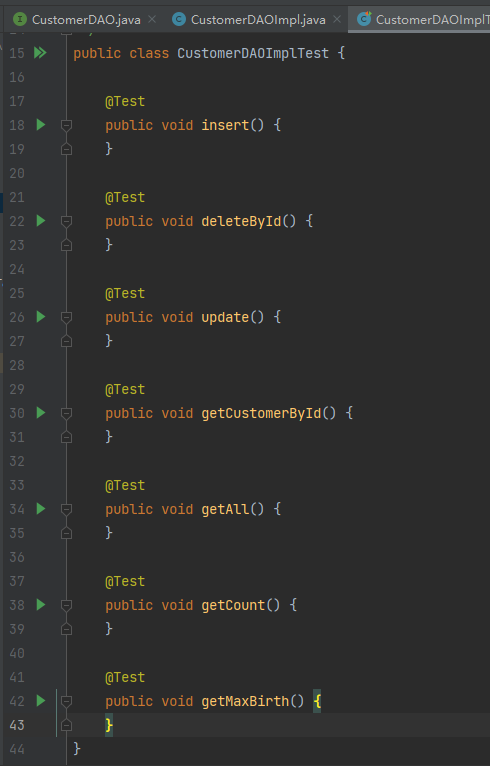 CustomerDAO.java
CustomerDAOImpl.java
CustomerDAOImplT
15 public class CustomerDAOImplTest {
16
17 @Test
18 public void insert() {
19 }
20
21 @Test
22 public void deleteById() {
23 }
24
25 @Test
26 public void update() {
27 }
28
29 @Test
30 public void getCustomerById() {
31 }
32
33 @Test
34 public void getAll() {
35 }
36
37 @Test
38 public void getCount() {
39 }
40
41 @Test
42 public void getMaxBirth() {
43 }
44 }